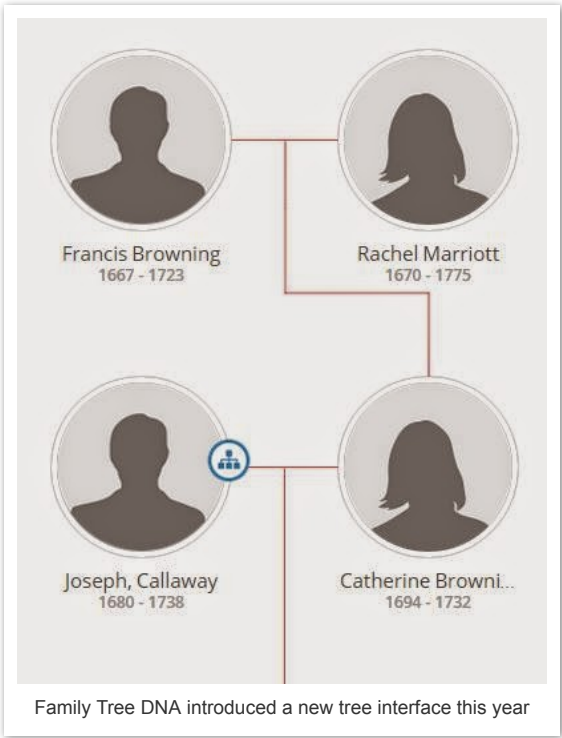 Francis Browning
1667 - 1723
Rachel Marriott
1670 - 1775
Joseph, Callaway
1680 - 1738
Catherine Browni...
1694 - 1732
Family Tree DNA introduced a new tree interface this year